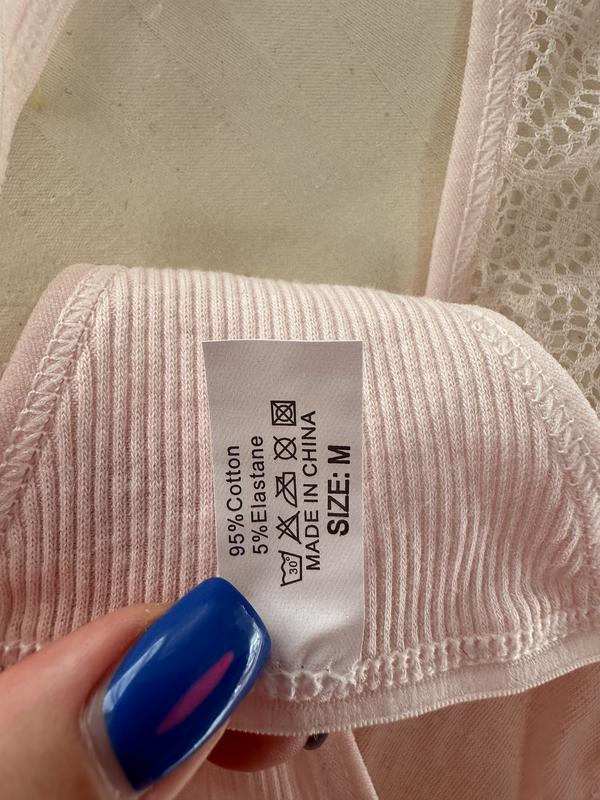 95%Cotton
5%Elastane
30°
MADE IN CHINA
SIZE: M